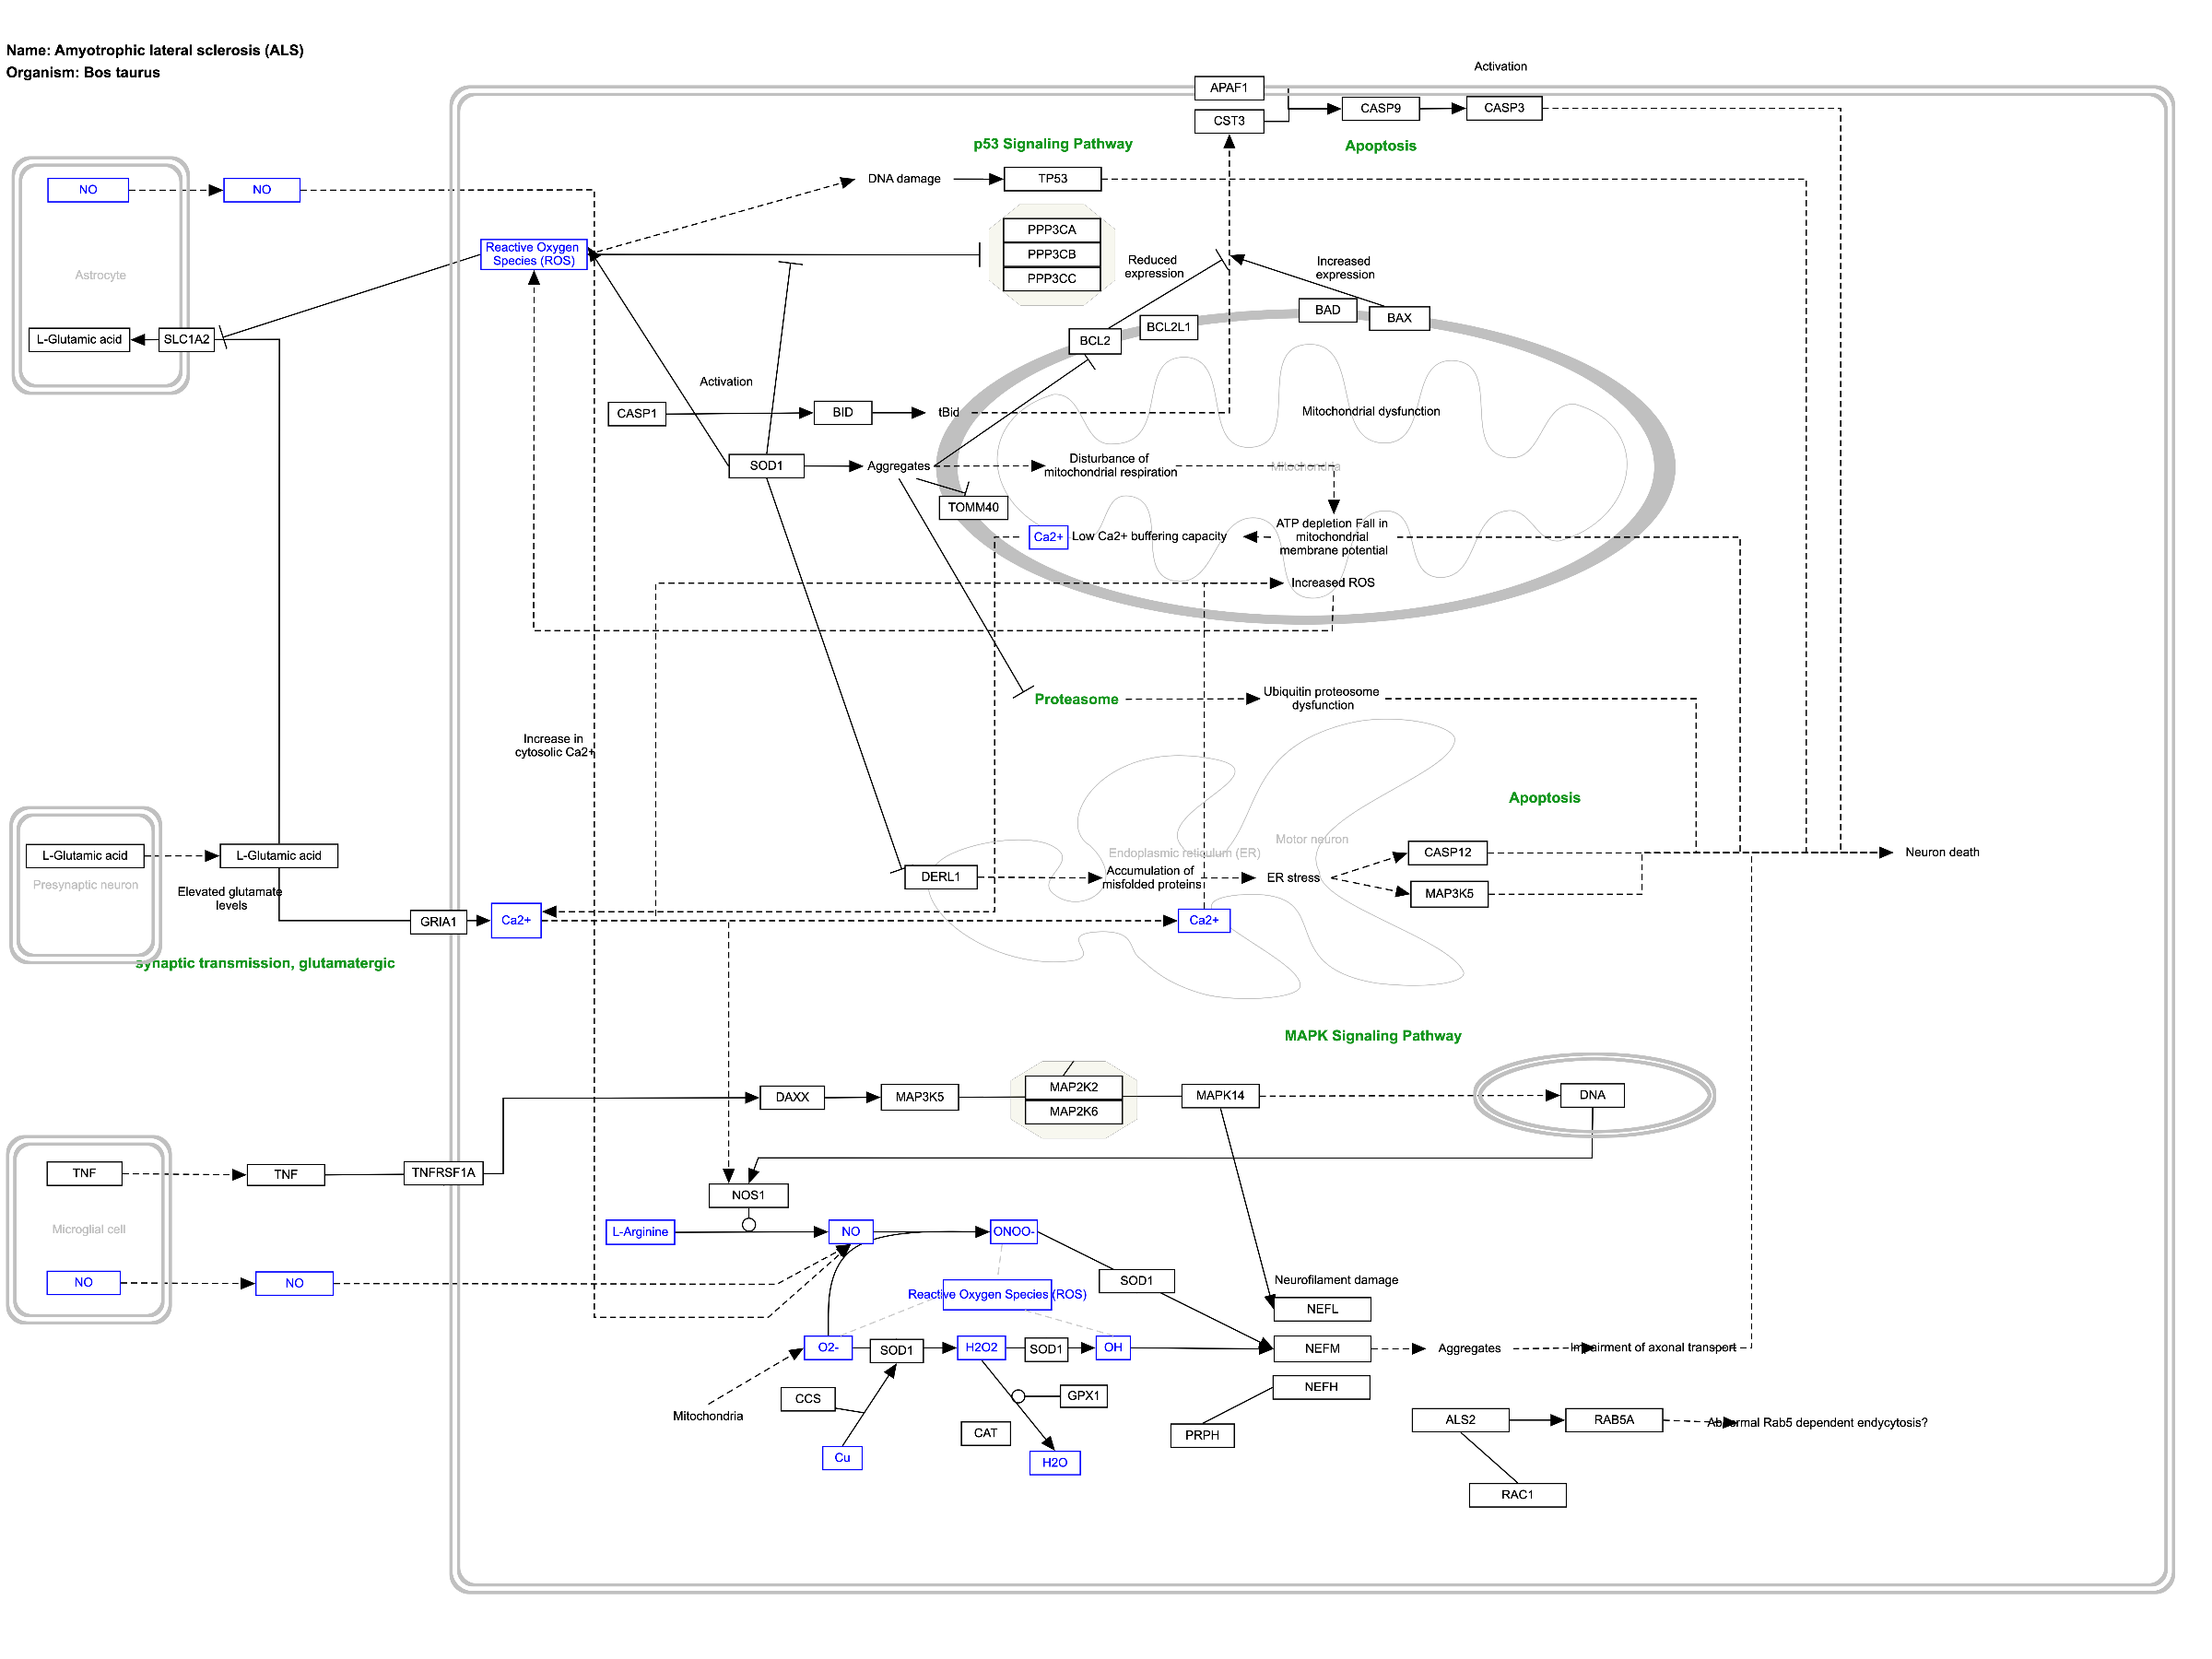 Name: Amyotrophic lateral sclerosis (ALS)
Organism: Bos taurus
Activation
APAF1
CST3
CASP9
CASP3
p53 Signaling Pathway
Apoptosis
NO
NO
DNA damage
TP53
Astrocyte
Reactive Oxygen
Species (ROS)
PPP3CA
PPP3CB
PPP3CC
Reduced
expression
Increased
expression
BAD
BAX
BCL2L1
BCL2
L-Glutamic acid
SLC1A2
Activation
CASP1
BID
tBid
Mitochondrial dysfunction
SOD1
Aggregates
Disturbance of
mitochondrial respiration
Mitochondria
TOMM40
Ca2+
Low Ca2+ buffering capacity
ATP depletion Fall in
mitochondrial
membrane potential
Increased ROS
Proteasome
Ubiquitin proteosome
dysfunction
Increase in
cytosolic Ca2+
Apoptosis
Motor neuron
L-Glutamic acid
L-Glutamic acid
Presynaptic neuron
Elevated glutamate
levels
Endoplasmic reticulum (ER)
CASP12
Neuron death
DERL1
Accumulation of
misfolded proteins
ER stress
MAP3K5
GRIA1
Ca2+
Ca2+
synaptic transmission, glutamatergic
MAPK Signaling Pathway
DAXX
MAP3K5
MAP2K2
MAP2K6
MAPK14
DNA
TNF
TNF
TNFRSF1A
NOS1
Microglial cell
L-Arginine
NO
ONOO-
NO
NO
SOD1
Neurofilament damage
Reactive Oxygen Species (ROS)
NEFL
O2-
SOD1
H2O2
SOD1
OH
NEFM
Aggregates
Impairment of axonal transport
CCS
GPX1
NEFH
Mitochondria
CAT
PRPH
ALS2
RAB5A
Abnormal Rab5 dependent endycytosis?
Cu
H2O
RAC1